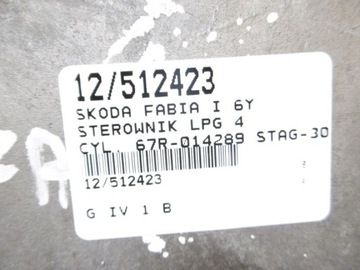 12/512423
SKODA FABIA I 6Y
STEROWNIK LPG 4
CYL. 67R-014289 STAG-30
12/512423
G IV 1 B